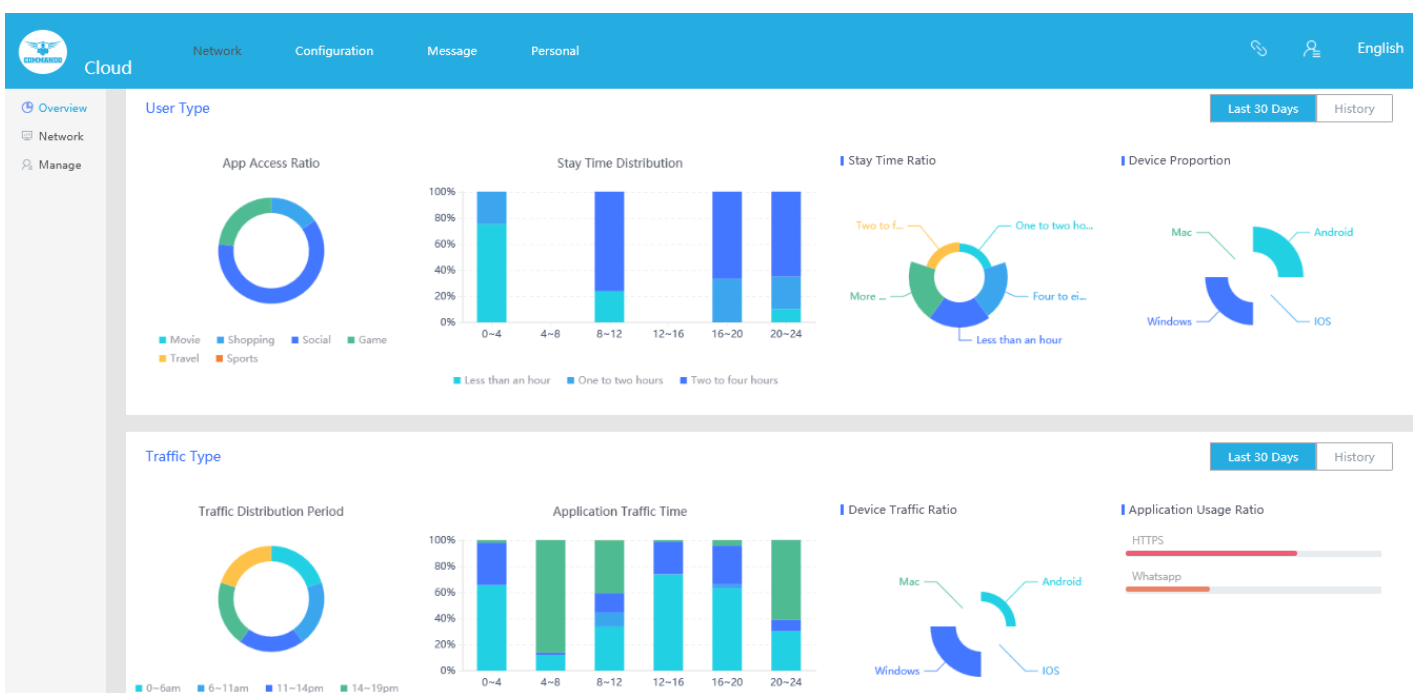 COMMANDO
Cloud
Network Configuration Message Personal English
Overview
Network
Manage
User Type Last 30 Days History
App Access Ratio
Movie Shopping Social Game
Travel Sports
Stay Time Distribution
100%
80%
60%
40%
20%
0%
0~4 4~8 8~12 12~16 16~20 20~24
Less than an hour One to two hours Two to four hours
Stay Time Ratio
Two to f... One to two ho...
More ... Four to ei...
Less than an hour
Device Proportion
Mac Android
Windows IOS
Traffic Type Last 30 Days History
Traffic Distribution Period
0~6am 6~11am 11~14pm 14~19pm
Application Traffic Time
100%
80%
60%
40%
20%
0%
0~4 4~8 8~12 12~16 16~20 20~24
Device Traffic Ratio
Mac Android
Windows IOS
Application Usage Ratio
HTTPS
Whatsapp